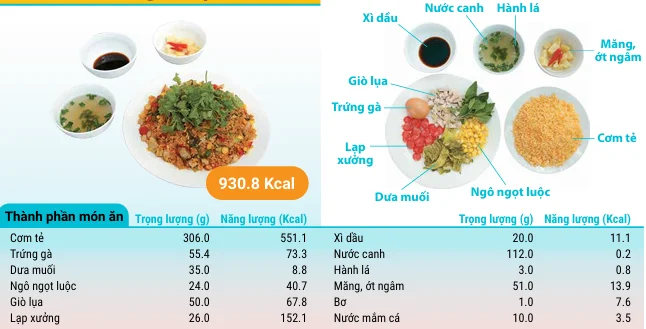 Xì dầu
Nước canh
Hành lá
Măng,
ớt ngâm
Giò lụa
Trứng gà
Lạp
xưởng
Cơm tẻ
Dưa muối
Ngô ngọt luộc
930.8 Kcal
Thành phần món ăn Trọng lượng (g) Năng lượng (Kcal)
Cơm tẻ 306.0 551.1
Trứng gà 55.4 73.3
Dưa muối 35.0 8.8
Ngô ngọt luộc 24.0 40.7
Giò lụa 50.0 67.8
Lạp xưởng 26.0 152.1
Trọng lượng (g) Năng lượng (Kcal)
Xì dầu 20.0 11.1
Nước canh 112.0 0.2
Hành lá 3.0 0.8
Măng, ớt ngâm 51.0 13.9
Bơ 1.0 7.6
Nước mắm cá 10.0 3.5